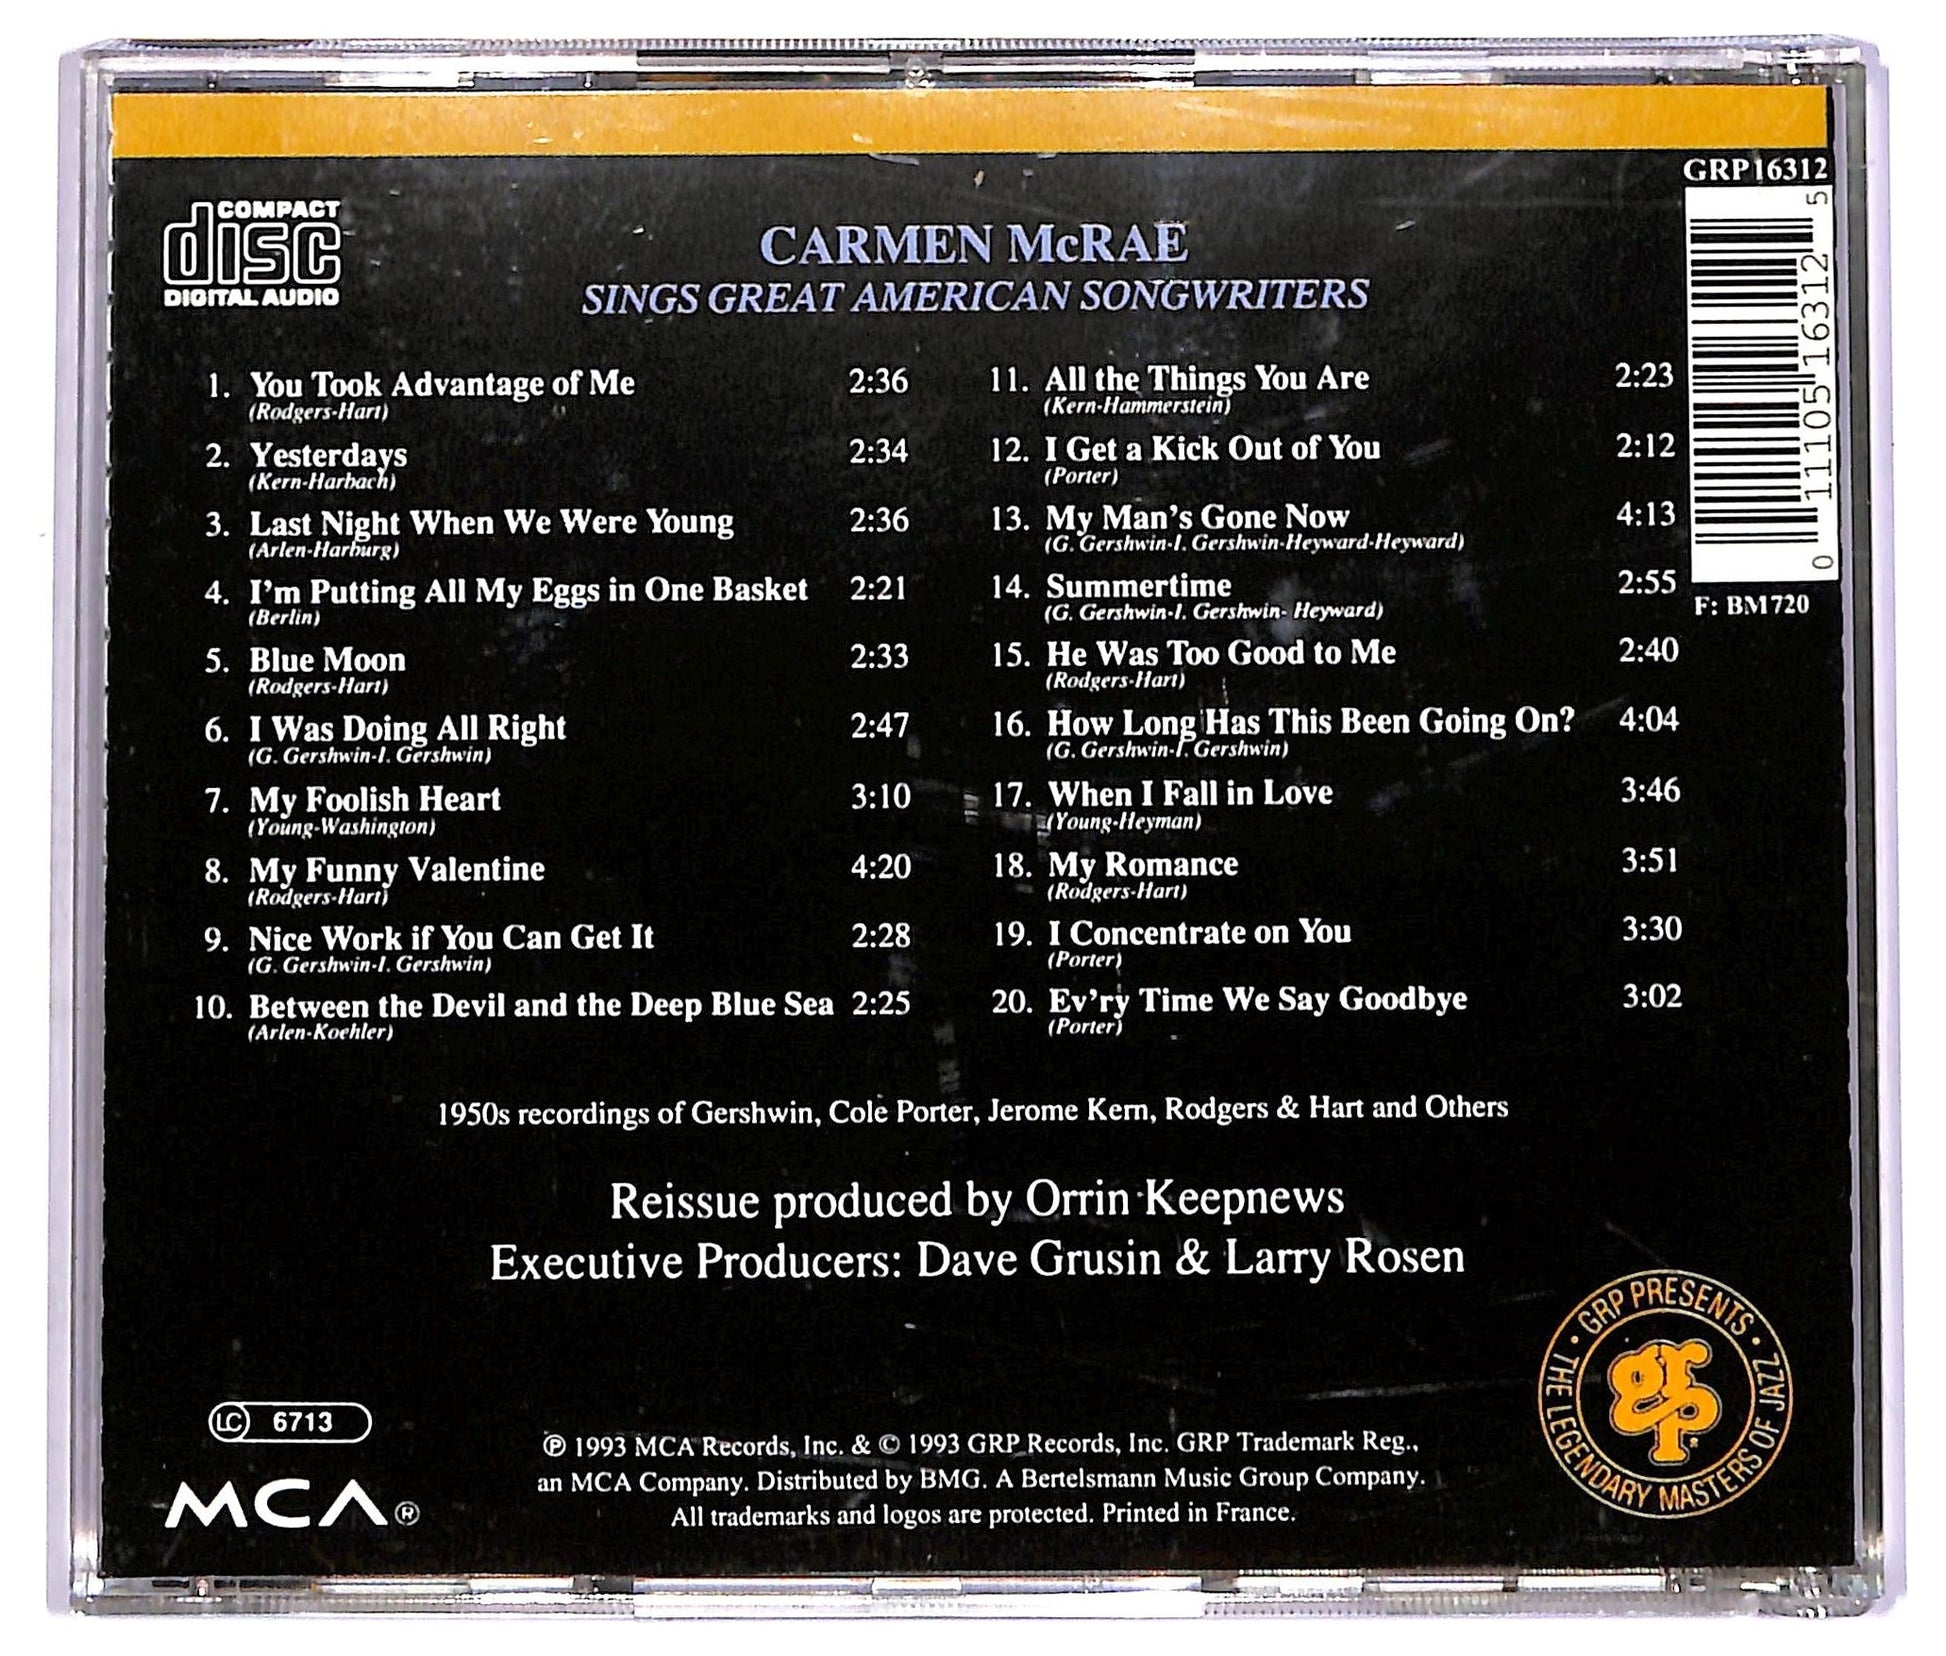 GRP16312
COMPACT
disc
DIGITAL AUDIO
CARMEN McRAE
SINGS GREAT AMERICAN SONGWRITERS
1. You Took Advantage of Me 2:36
(Rodgers-Hart)
2. Yesterdays 2:34
(Kern-Harbach)
3. Last Night When We Were Young 2:36
(Arlen-Harburg)
4. I'm Putting All My Eggs in One Basket 2:21
(Berlin)
5. Blue Moon 2:33
(Rodgers-Hart)
6. I Was Doing All Right 2:47
(G. Gershwin-I. Gershwin)
7. My Foolish Heart 3:10
(Young-Washington)
8. My Funny Valentine 4:20
(Rodgers-Hart)
9. Nice Work if You Can Get It 2:28
(G. Gershwin-I. Gershwin)
10. Between the Devil and the Deep Blue Sea 2:25
(Arlen-Koehler)
11. All the Things You Are 2:23
(Kern-Hammerstein)
12. I Get a Kick Out of You 2:12
(Porter)
13. My Man's Gone Now 4:13
(G. Gershwin-I. Gershwin-Heyward-Heyward)
14. Summertime 2:55
(G. Gershwin-I. Gershwin- Heyward)
15. He Was Too Good to Me 2:40
(Rodgers-Hart)
16. How Long Has This Been Going On? 4:04
(G. Gershwin-I. Gershwin)
17. When I Fall in Love 3:46
(Young-Heyman)
18. My Romance 3:51
(Rodgers-Hart)
19. I Concentrate on You 3:30
(Porter)
20. Ev'ry Time We Say Goodbye 3:02
(Porter)
0 11105 16312 5
F: BM720
1950s recordings of Gershwin, Cole Porter, Jerome Kern, Rodgers & Hart and Others
Reissue produced by Orrin Keepnews
Executive Producers: Dave Grusin & Larry Rosen
GRP PRESENTS • THE LEGENDARY MASTERS OF JAZZ •
grp®
LC 6713
MCA®
℗ 1993 MCA Records, Inc. & © 1993 GRP Records, Inc. GRP Trademark Reg.,
an MCA Company. Distributed by BMG. A Bertelsmann Music Group Company.
All trademarks and logos are protected. Printed in France.